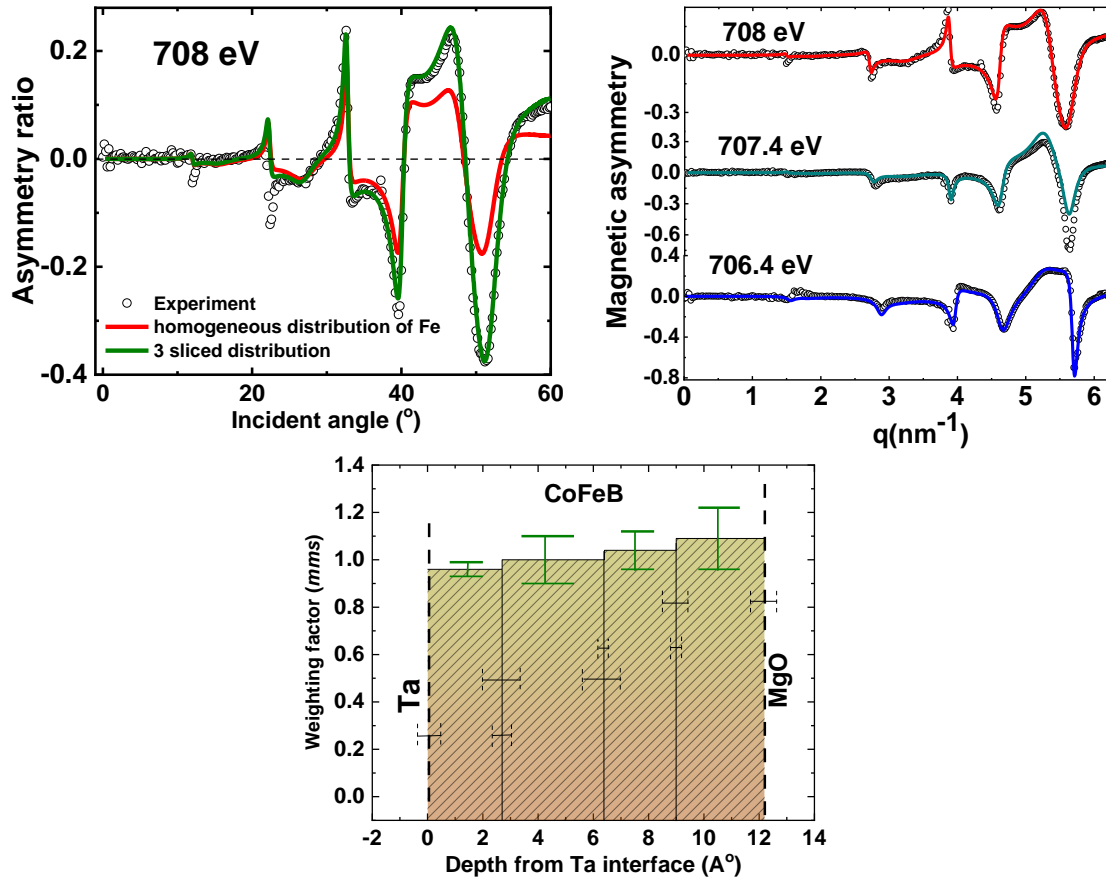 708 eV
Asymmetry ratio
0.2
0.0
-0.2
-0.4
Experiment
homogeneous distribution of Fe
3 sliced distribution
0 20 40 60
Incident angle (°)
708 eV
707.4 eV
706.4 eV
Magnetic asymmetry
0.0
-0.3
0.3
0.0
-0.3
-0.6
0.4
0.0
-0.4
-0.8
0 1 2 3 4 5 6
q(nm⁻¹)
CoFeB
Weighting factor (mms)
1.4
1.2
1.0
0.8
0.6
0.4
0.2
0.0
Ta
MgO
-2 0 2 4 6 8 10 12 14
Depth from Ta interface (A°)